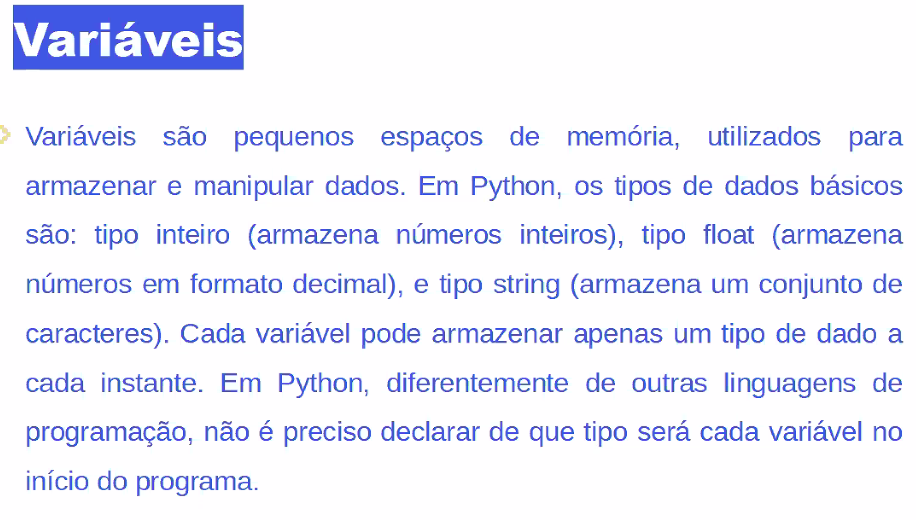 Variáveis
Variáveis são pequenos espaços de memória, utilizados para
armazenar e manipular dados. Em Python, os tipos de dados básicos
são: tipo inteiro (armazena números inteiros), tipo float (armazena
números em formato decimal), e tipo string (armazena um conjunto de
caracteres). Cada variável pode armazenar apenas um tipo de dado a
cada instante. Em Python, diferentemente de outras linguagens de
programação, não é preciso declarar de que tipo será cada variável no
início do programa.